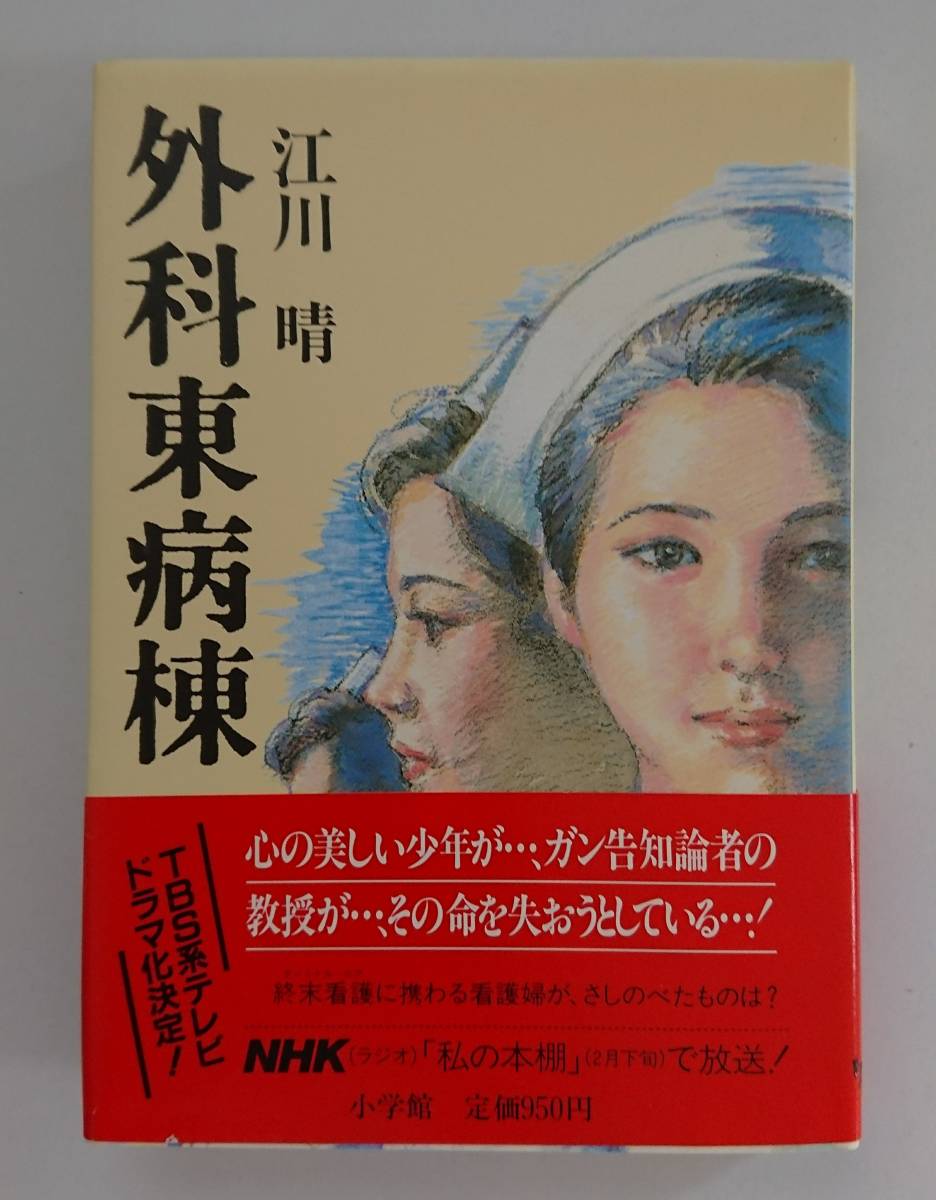 外科東病棟
江川 晴
TBS系テレビ
ドラマ化決定!
心の美しい少年が…、ガン告知論者の
教授が…、その命を失おうとしている…!
終末看護に携わる看護婦が、さしのべたものは?
NHK(ラジオ)「私の本棚」(2月下旬)で放送!
小学館 定価950円